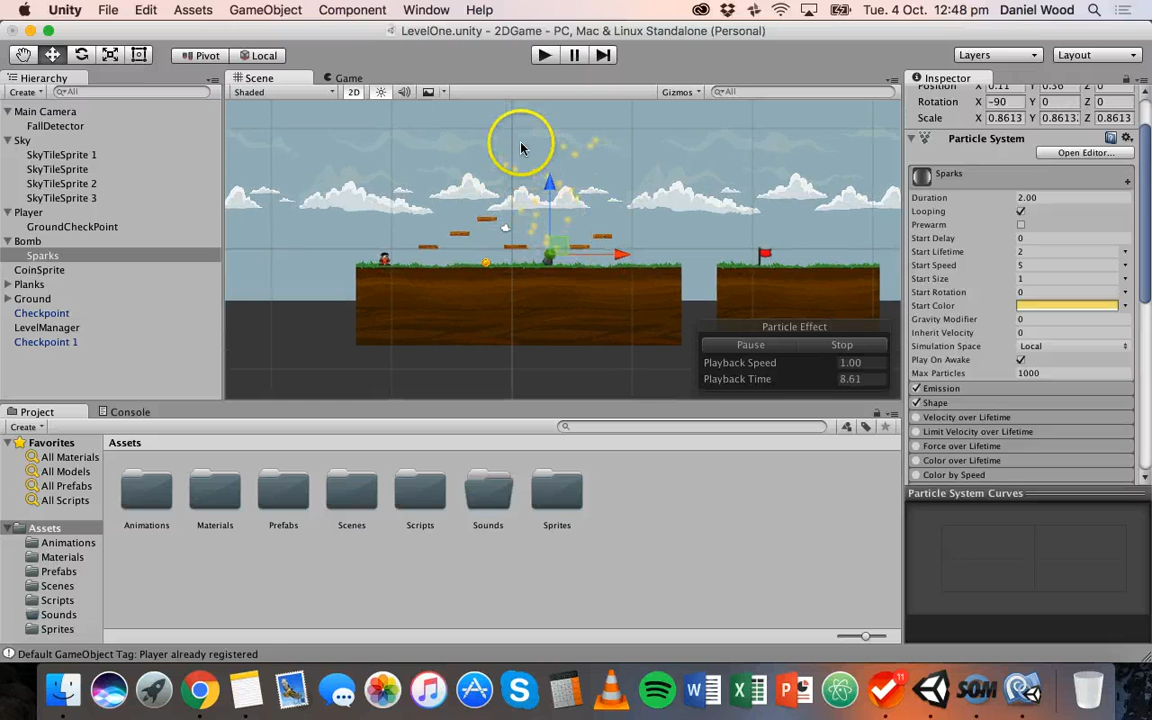 Unity File Edit Assets GameObject Component Window Help Tue. 4 Oct. 12:48 pm Daniel Wood
LevelOne.unity - 2DGame - PC, Mac & Linux Standalone (Personal)
Pivot Local Layers Layout
Hierarchy
Create All
Main Camera
FallDetector
Sky
SkyTileSprite 1
SkyTileSprite
SkyTileSprite 2
SkyTileSprite 3
Player
GroundCheckPoint
Bomb
Sparks
CoinSprite
Planks
Ground
Checkpoint
LevelManager
Checkpoint 1
Scene Game
Shaded 2D Gizmos All
Particle Effect
Pause Stop
Playback Speed 1.00
Playback Time 8.61
Inspector
Position X 0.11 Y 0.36 Z 0
Rotation X -90 Y 0 Z 0
Scale X 0.8613 Y 0.8613 Z 0.8613
Particle System
Open Editor...
Sparks
Duration 2.00
Looping
Prewarm
Start Delay 0
Start Lifetime 2
Start Speed 5
Start Size 1
Start Rotation 0
Start Color
Gravity Modifier 0
Inherit Velocity 0
Simulation Space Local
Play On Awake
Max Particles 1000
Emission
Shape
Velocity over Lifetime
Limit Velocity over Lifetime
Force over Lifetime
Color over Lifetime
Color by Speed
Particle System Curves
Project Console
Create
Favorites
All Materials
All Models
All Prefabs
All Scripts
Assets
Animations
Materials
Prefabs
Scenes
Scripts
Sounds
Sprites
Assets
Animations Materials Prefabs Scenes Scripts Sounds Sprites
Default GameObject Tag: Player already registered
11
SOM